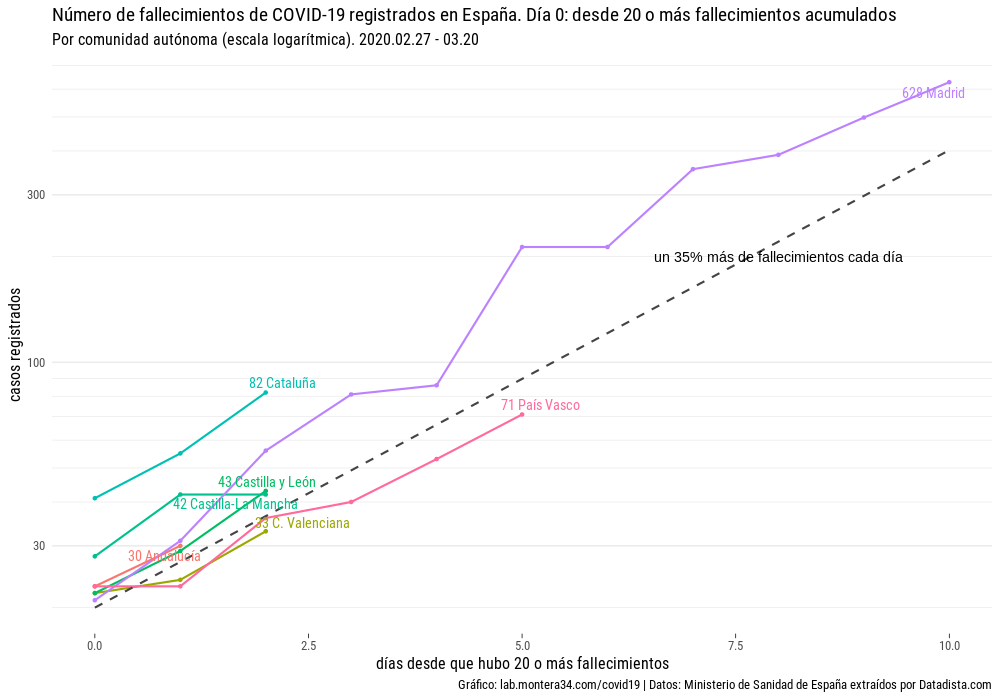 Número de fallecimientos de COVID-19 registrados en España. Día 0: desde 20 o más fallecimientos acumulados
Por comunidad autónoma (escala logarítmica). 2020.02.27 - 03.20
628 Madrid
300
un 35% más de fallecimientos cada día
casos registrados
100
82 Cataluña
71 País Vasco
43 Castilla y León
42 Castilla-La Mancha
33 C. Valenciana
30
30 Andalucía
0.0
2.5
5.0
7.5
10.0
días desde que hubo 20 o más fallecimientos
Gráfico: lab.montera34.com/covid19 | Datos: Ministerio de Sanidad de España extraídos por Datadista.com